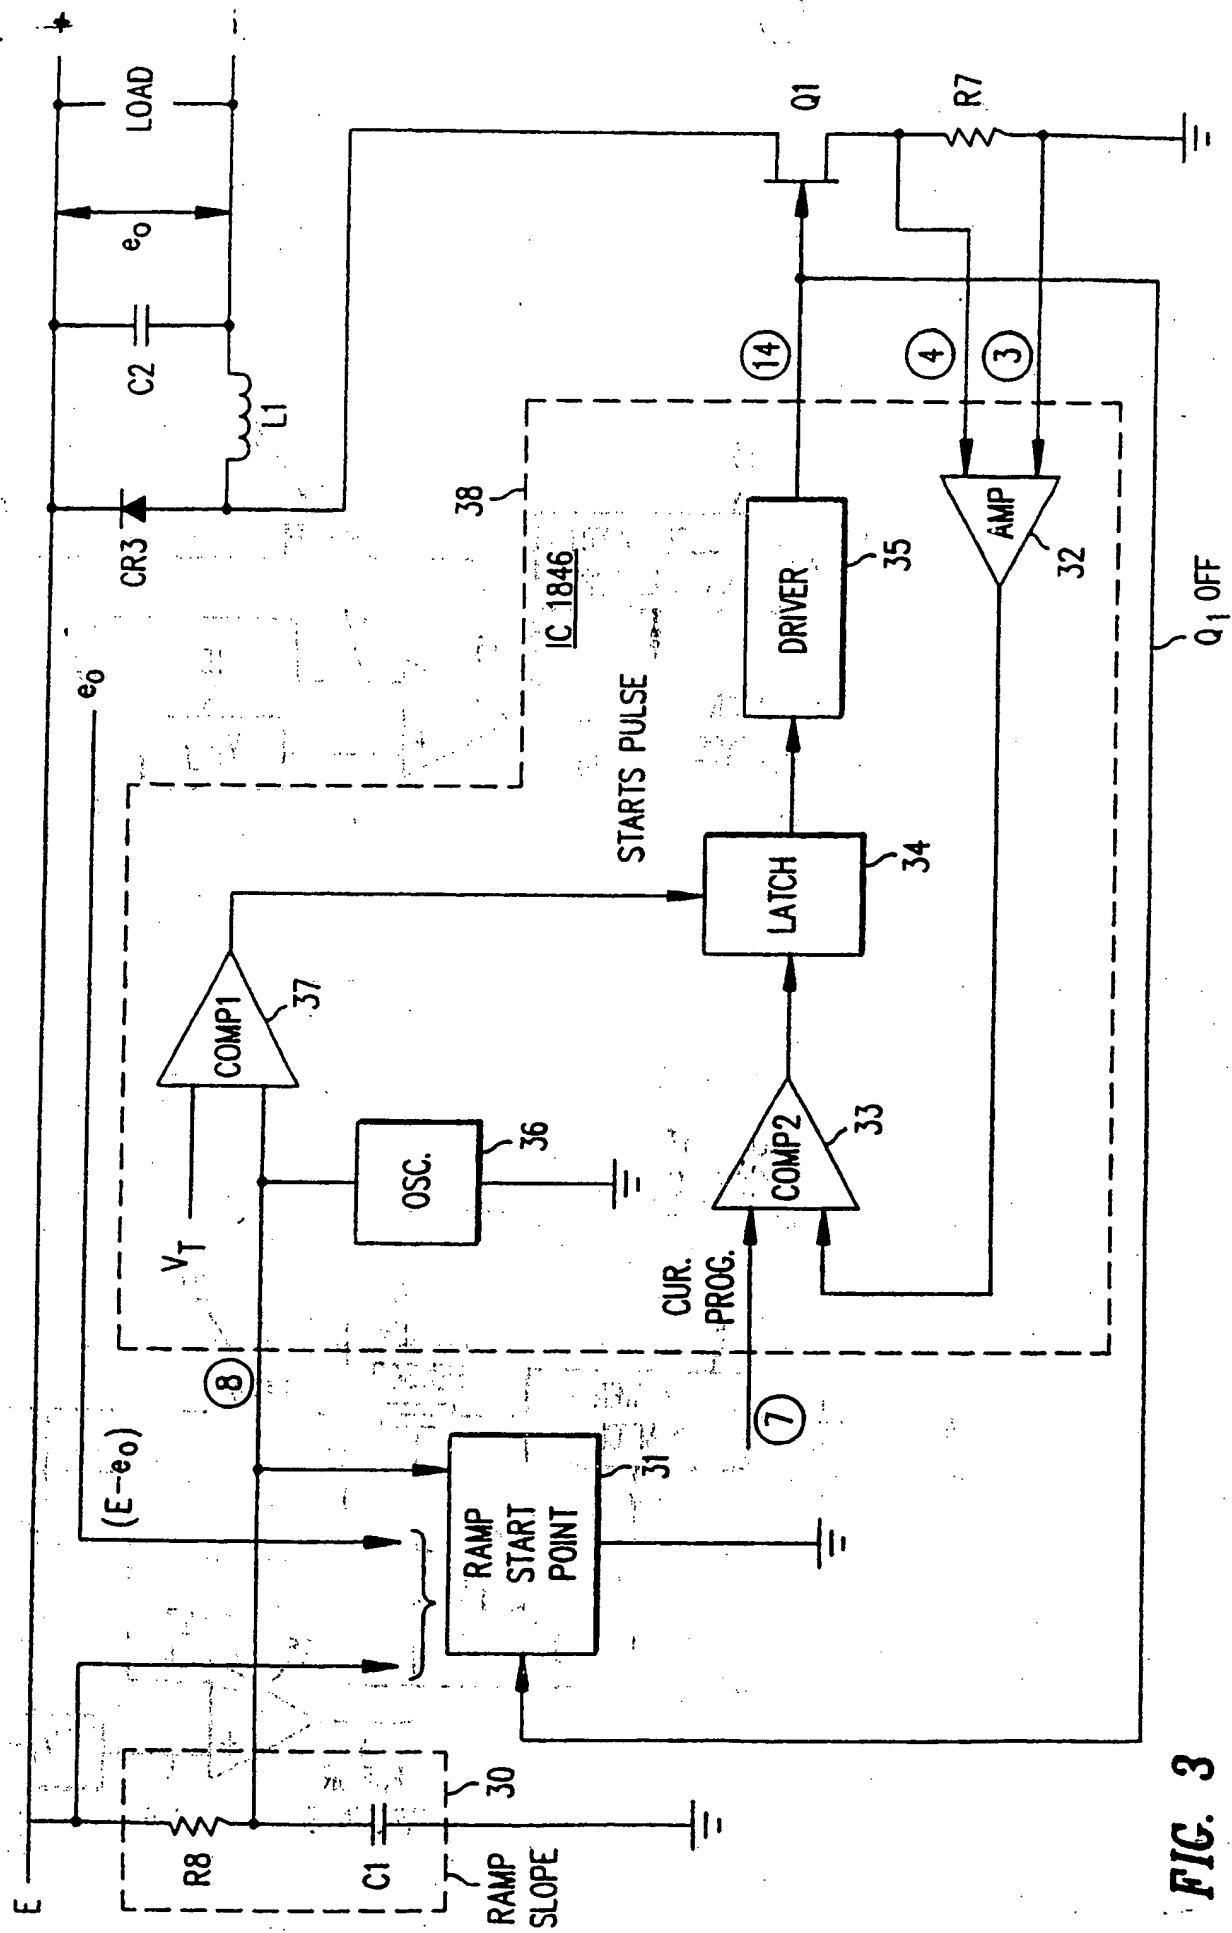 E
R8
C1
RAMP
SLOPE
30
(E-e₀)
e₀
8
RAMP
START
POINT
31
V_T
COMP1
37
OSC.
36
CUR.
PROG.
7
COMP2
33
LATCH
34
STARTS PULSE
DRIVER
35
IC 1846
38
AMP
32
14
4
3
Q₁ OFF
CR3
L1
C2
e₀
LOAD
+
-
Q1
R7
FIG. 3